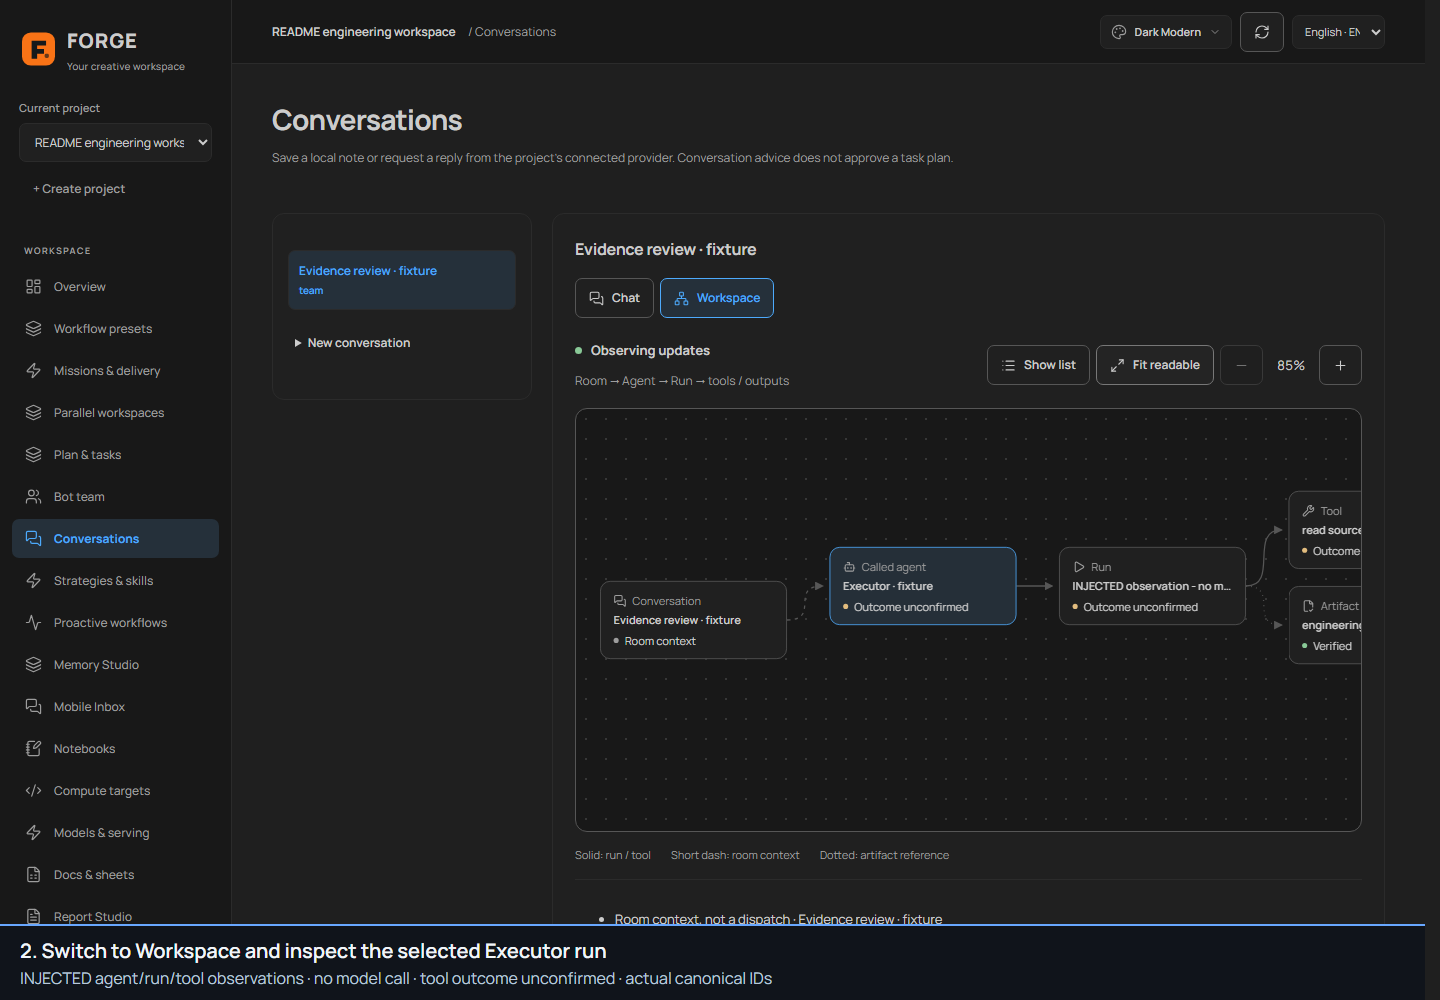 FORGE
Your creative workspace
Current project
README engineering works
+ Create project
WORKSPACE
Overview
Workflow presets
Missions & delivery
Parallel workspaces
Plan & tasks
Bot team
Conversations
Strategies & skills
Proactive workflows
Memory Studio
Mobile Inbox
Notebooks
Compute targets
Models & serving
Docs & sheets
Report Studio
README engineering workspace / Conversations
Dark Modern
English · EN
Conversations
Save a local note or request a reply from the project's connected provider. Conversation advice does not approve a task plan.
Evidence review · fixture
team
▶ New conversation
Evidence review · fixture
Chat
Workspace
Observing updates
Room → Agent → Run → tools / outputs
Show list
Fit readable
− 85% +
Conversation
Evidence review · fixture
Room context
Called agent
Executor · fixture
Outcome unconfirmed
Run
INJECTED observation - no m...
Outcome unconfirmed
Tool
read source
Outcome
Artifact
engineering
Verified
Solid: run / tool
Short dash: room context
Dotted: artifact reference
• Room context, not a dispatch · Evidence review · fixture
2. Switch to Workspace and inspect the selected Executor run
INJECTED agent/run/tool observations · no model call · tool outcome unconfirmed · actual canonical IDs